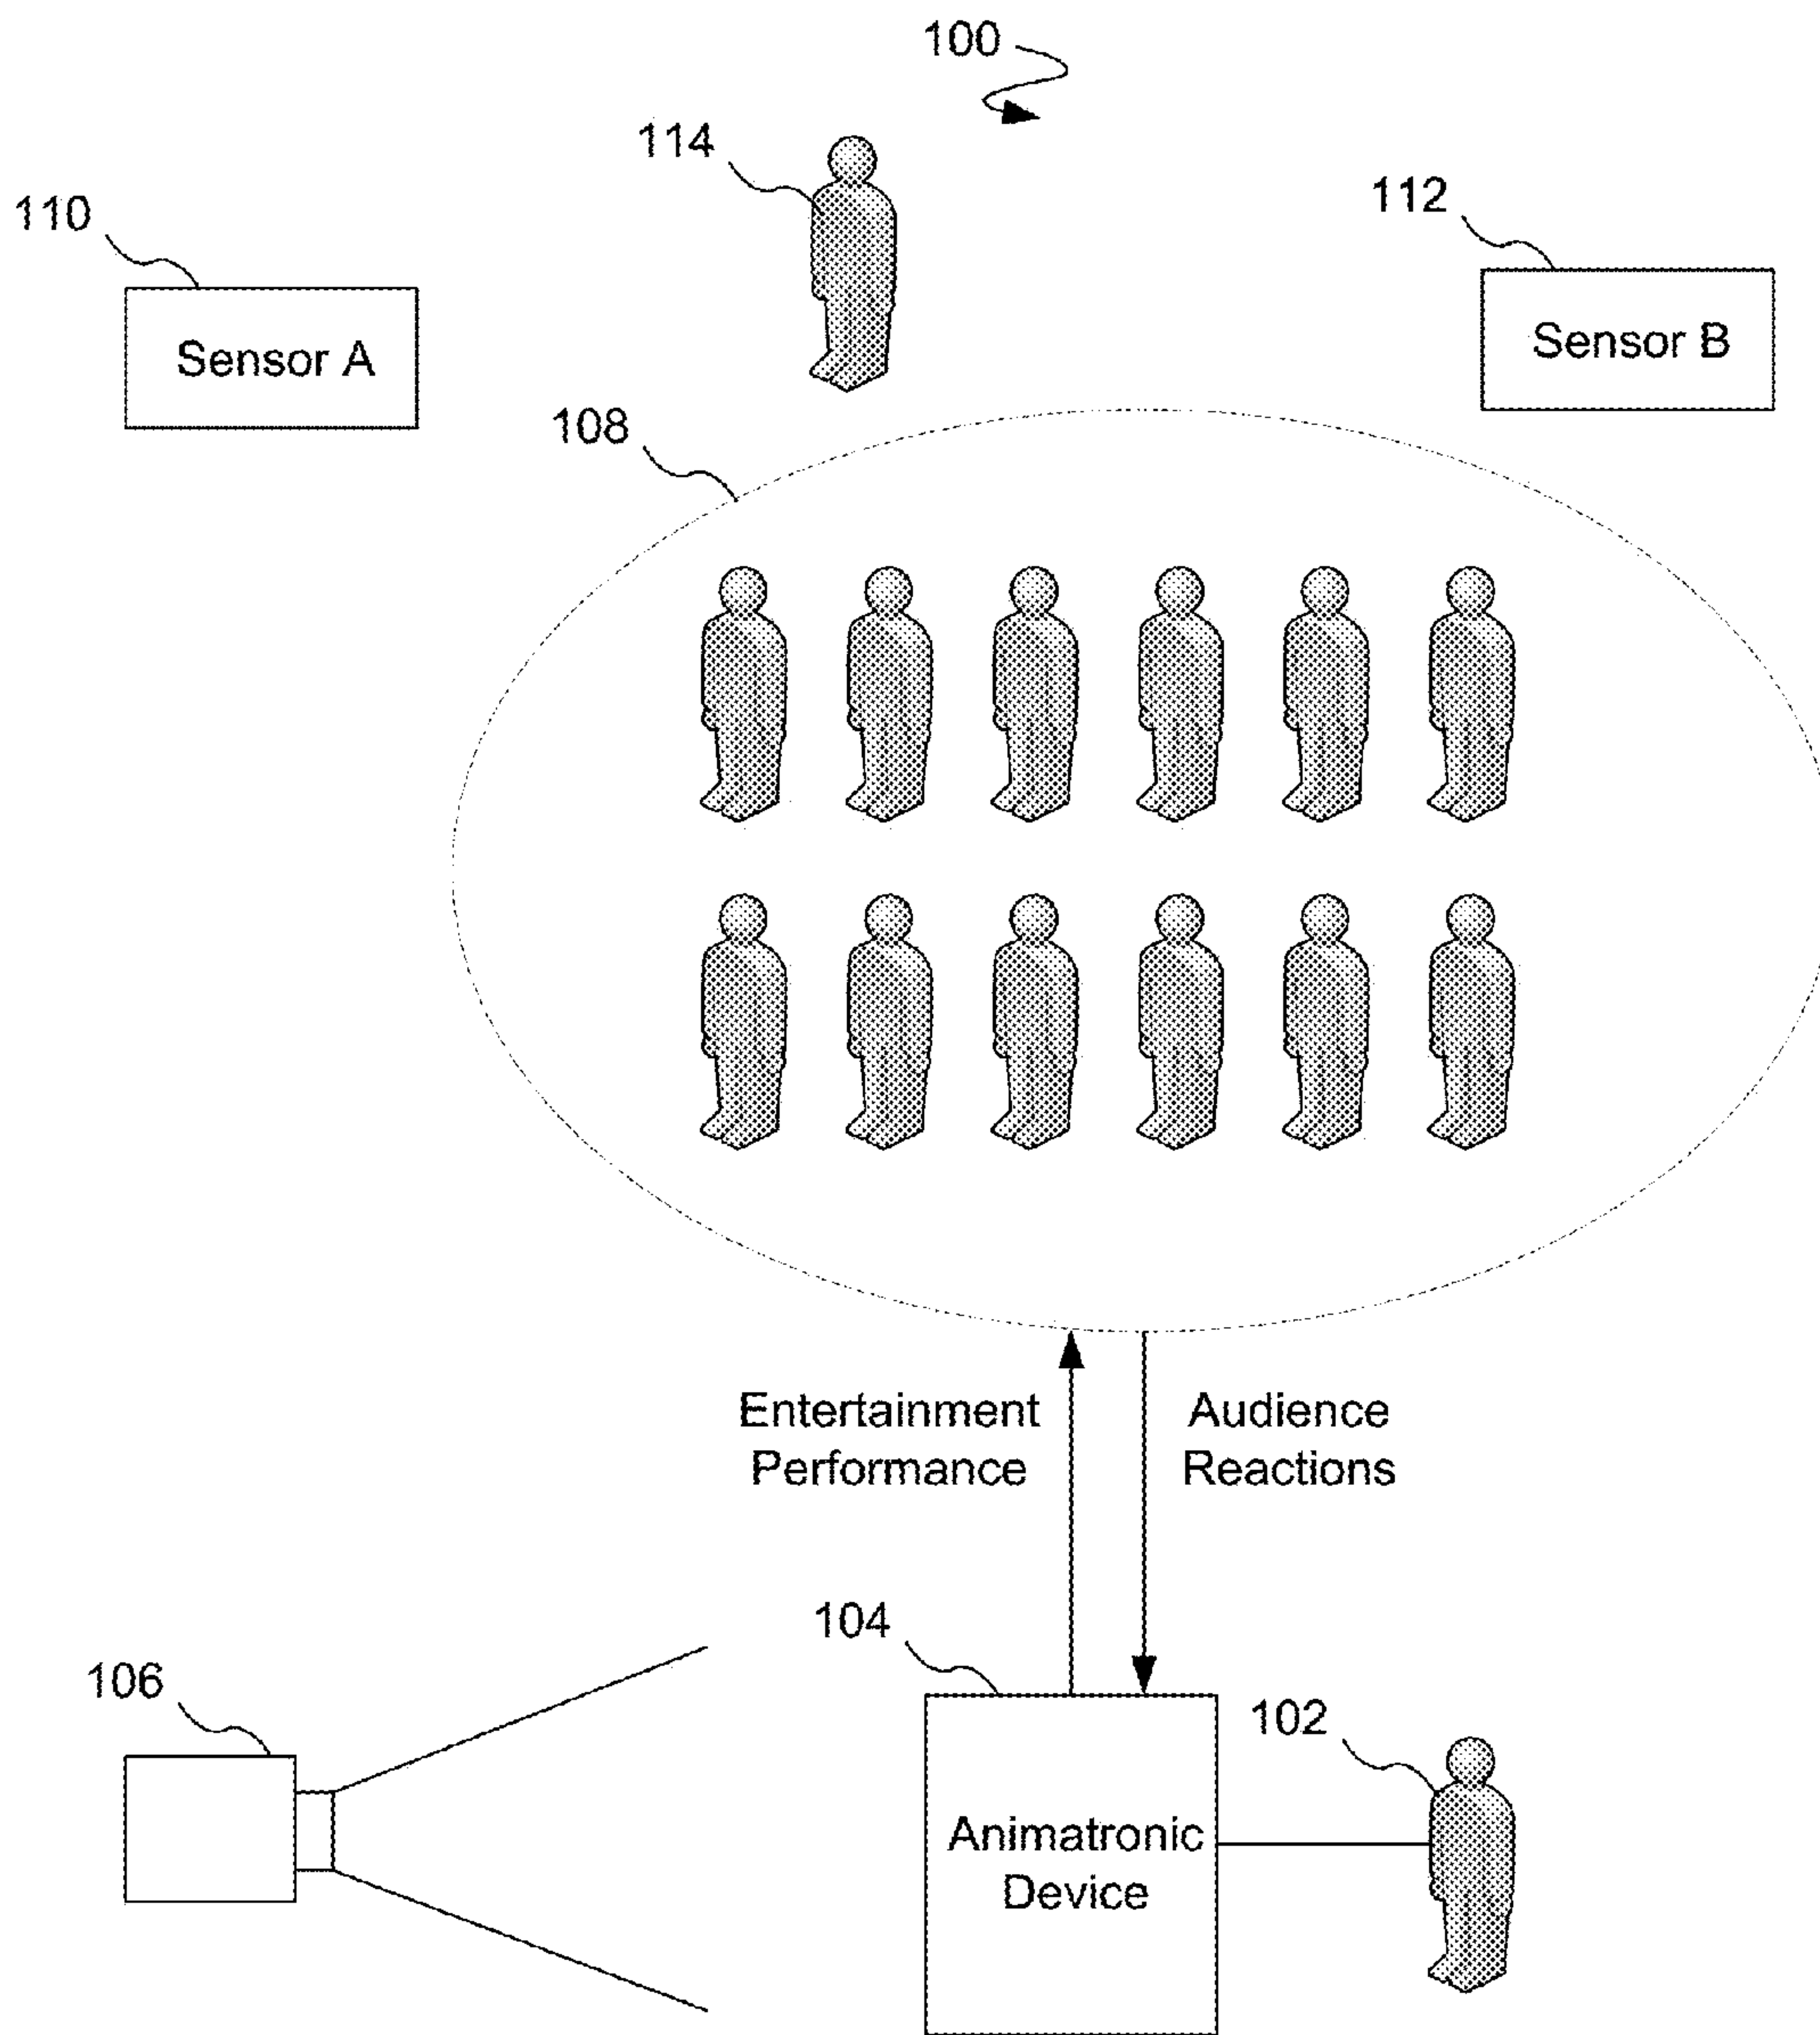 100
114
110
112
Sensor A
Sensor B
108
Entertainment
Performance
Audience
Reactions
104
106
102
Animatronic
Device